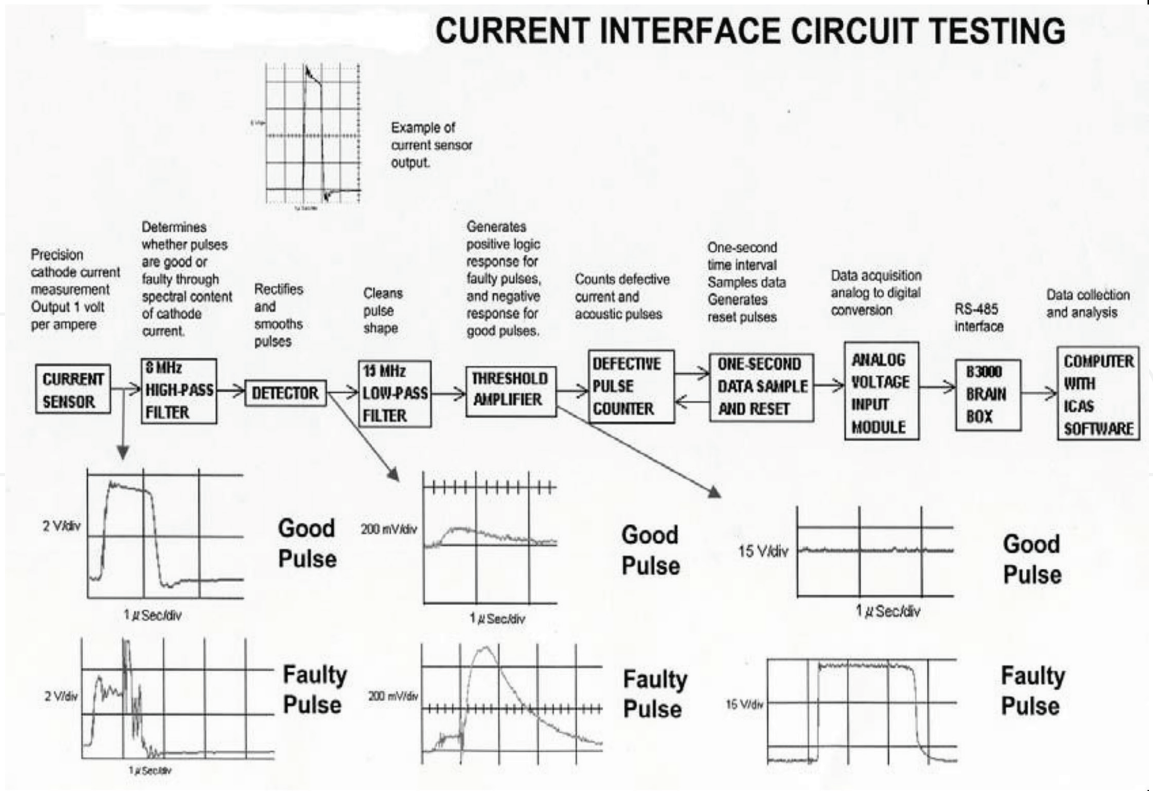 CURRENT INTERFACE CIRCUIT TESTING
Example of
current sensor
output.
Precision
cathode current
measurement
Output 1 volt
per ampere
Determines
whether pulses
are good or
faulty through
spectral content
of cathode
current.
Rectifies
and
smooths
pulses
Cleans
pulse
shape
Generates
positive logic
response for
faulty pulses,
and negative
response for
good pulses.
Counts defective
current and
acoustic pulses
One-second
time interval
Samples data
Generates
reset pulses
Data acquisition
analog to digital
conversion
RS-485
interface
Data collection
and analysis
CURRENT
SENSOR
8 MHz
HIGH-PASS
FILTER
DETECTOR
15 MHz
LOW-PASS
FILTER
THRESHOLD
AMPLIFIER
DEFECTIVE
PULSE
COUNTER
ONE-SECOND
DATA SAMPLE
AND RESET
ANALOG
VOLTAGE
INPUT
MODULE
B3000
BRAIN
BOX
COMPUTER
WITH
ICAS
SOFTWARE
2 V/div
1 µ Sec/div
Good
Pulse
200 mV/div
1 µ Sec/div
Good
Pulse
15 V/div
1 µ Sec/div
Good
Pulse
2 V/div
1 µ Sec/div
Faulty
Pulse
200 mV/div
Faulty
Pulse
15 V/div
Faulty
Pulse